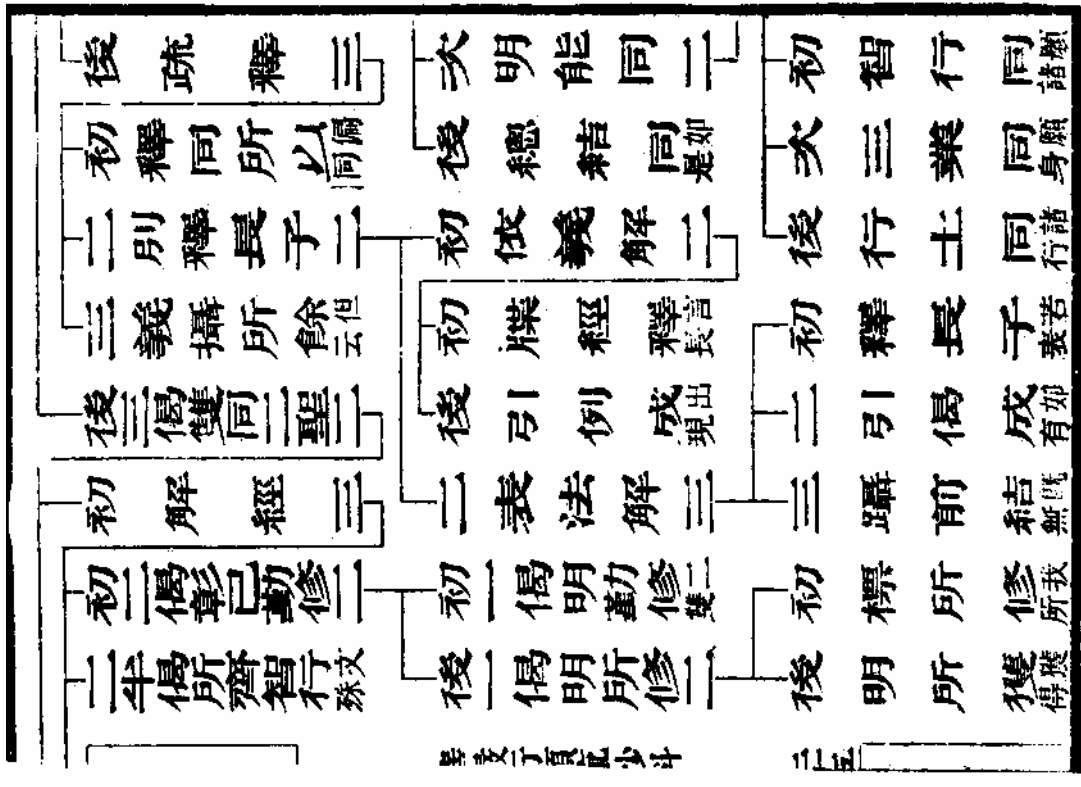 後疏釋三
初釋同所以偏同
二別釋長子二
三義攝所餘但云
後三偈雙同二聖二
初解經三
初二偈彰已勤修二
二半偈所齊智行文殊
次明能同二
後總結同如是
初依義解二
初牒經釋言長
後引例成出現
二表法解三
初一偈明勤修二雙
後一偈明所修二
初智行同願諸
次三業同願身
後行土同諸行
初釋長子若表
二引偈成如有
三躡前結既無
初標所修我所
後明所獲獲得